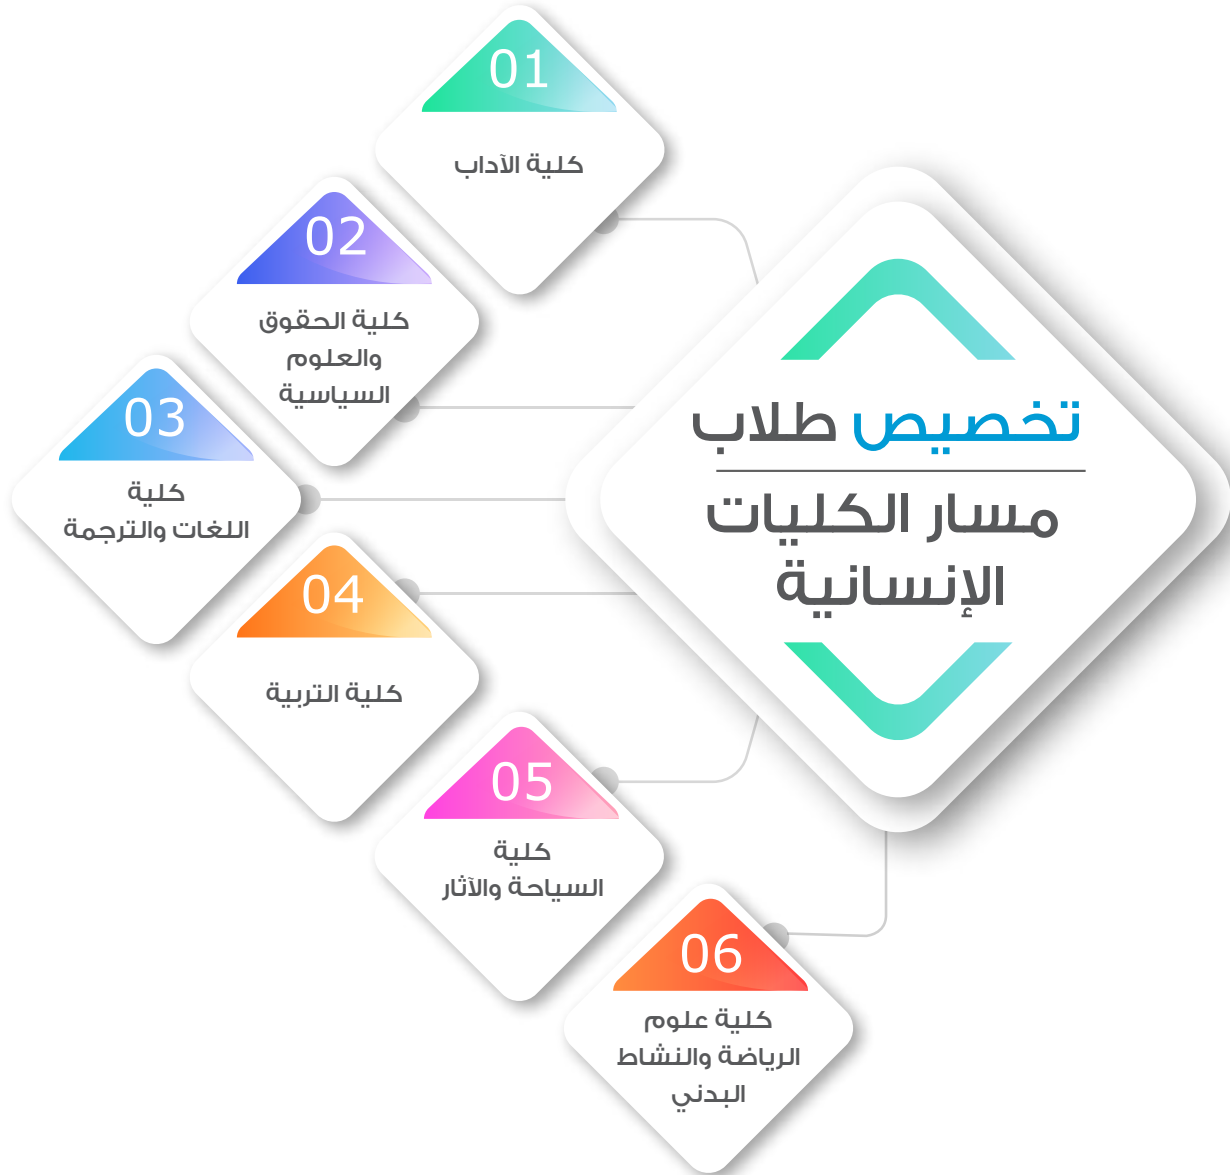 تخصيص طلاب
مسار الكليات
الإنسانية
01
كلية الآداب
02
كلية الحقوق
والعلوم
السياسية
03
كلية
اللغات والترجمة
04
كلية التربية
05
كلية
السياحة والآثار
06
كلية علوم
الرياضة والنشاط
البدني